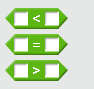 <
=
>